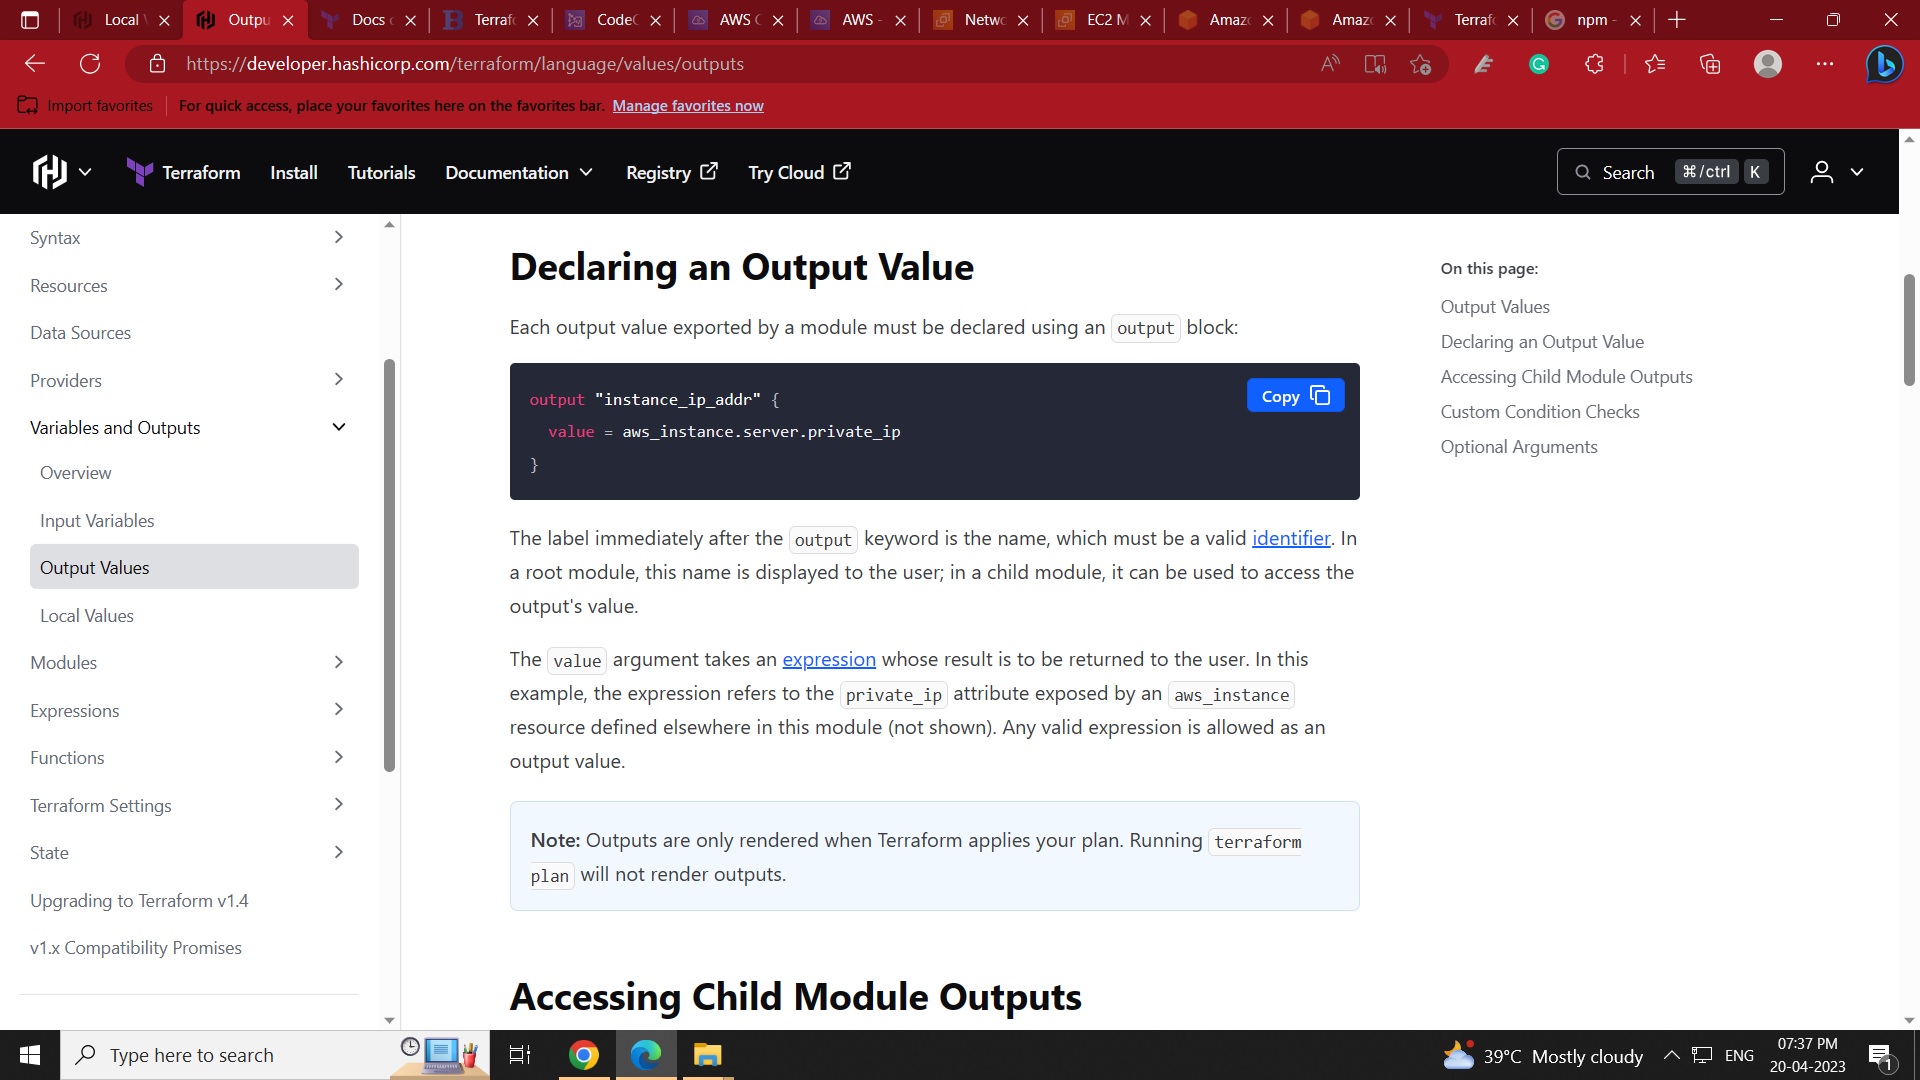 Local
Outpu
Docs
Terraf
Code
AWS
AWS -
Netwo
EC2 M
Amaz
Amaz
Terraf
npm -
https://developer.hashicorp.com/terraform/language/values/outputs
Import favorites
For quick access, place your favorites here on the favorites bar. Manage favorites now
Terraform
Install
Tutorials
Documentation
Registry
Try Cloud
Search ⌘/ctrl K
Syntax
Resources
Data Sources
Providers
Variables and Outputs
Overview
Input Variables
Output Values
Local Values
Modules
Expressions
Functions
Terraform Settings
State
Upgrading to Terraform v1.4
v1.x Compatibility Promises
Declaring an Output Value
Each output value exported by a module must be declared using an output block:
Copy
output "instance_ip_addr" {
value = aws_instance.server.private_ip
}
The label immediately after the output keyword is the name, which must be a valid identifier. In
a root module, this name is displayed to the user; in a child module, it can be used to access the
output's value.
The value argument takes an expression whose result is to be returned to the user. In this
example, the expression refers to the private_ip attribute exposed by an aws_instance
resource defined elsewhere in this module (not shown). Any valid expression is allowed as an
output value.
Note: Outputs are only rendered when Terraform applies your plan. Running terraform
plan will not render outputs.
Accessing Child Module Outputs
On this page:
Output Values
Declaring an Output Value
Accessing Child Module Outputs
Custom Condition Checks
Optional Arguments
Type here to search
39°C Mostly cloudy
ENG
07:37 PM
20-04-2023
1